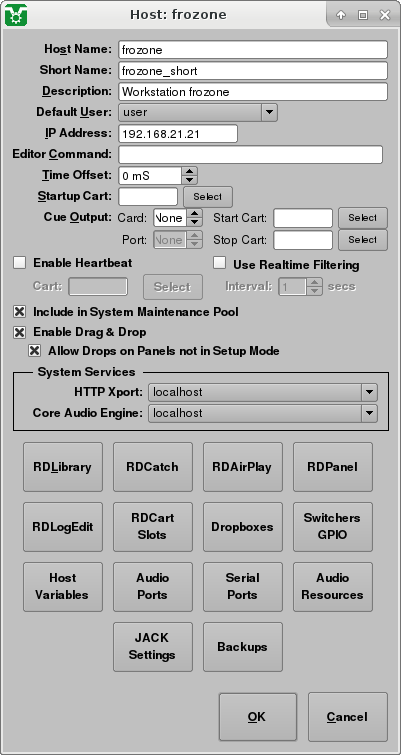 Host: frozone
Host Name: frozone
Short Name: frozone_short
Description: Workstation frozone
Default User: user
IP Address: 192.168.21.21
Editor Command:
Time Offset: 0 mS
Startup Cart: Select
Cue Output: Card: None Start Cart: Select
Port: None Stop Cart: Select
Enable Heartbeat Use Realtime Filtering
Cart: Select Interval: 1 secs
Include in System Maintenance Pool
Enable Drag & Drop
Allow Drops on Panels not in Setup Mode
System Services
HTTP Xport: localhost
Core Audio Engine: localhost
RDLibrary RDCatch RDAirPlay RDPanel
RDLogEdit RDCart Slots Dropboxes Switchers GPIO
Host Variables Audio Ports Serial Ports Audio Resources
JACK Settings Backups
OK Cancel